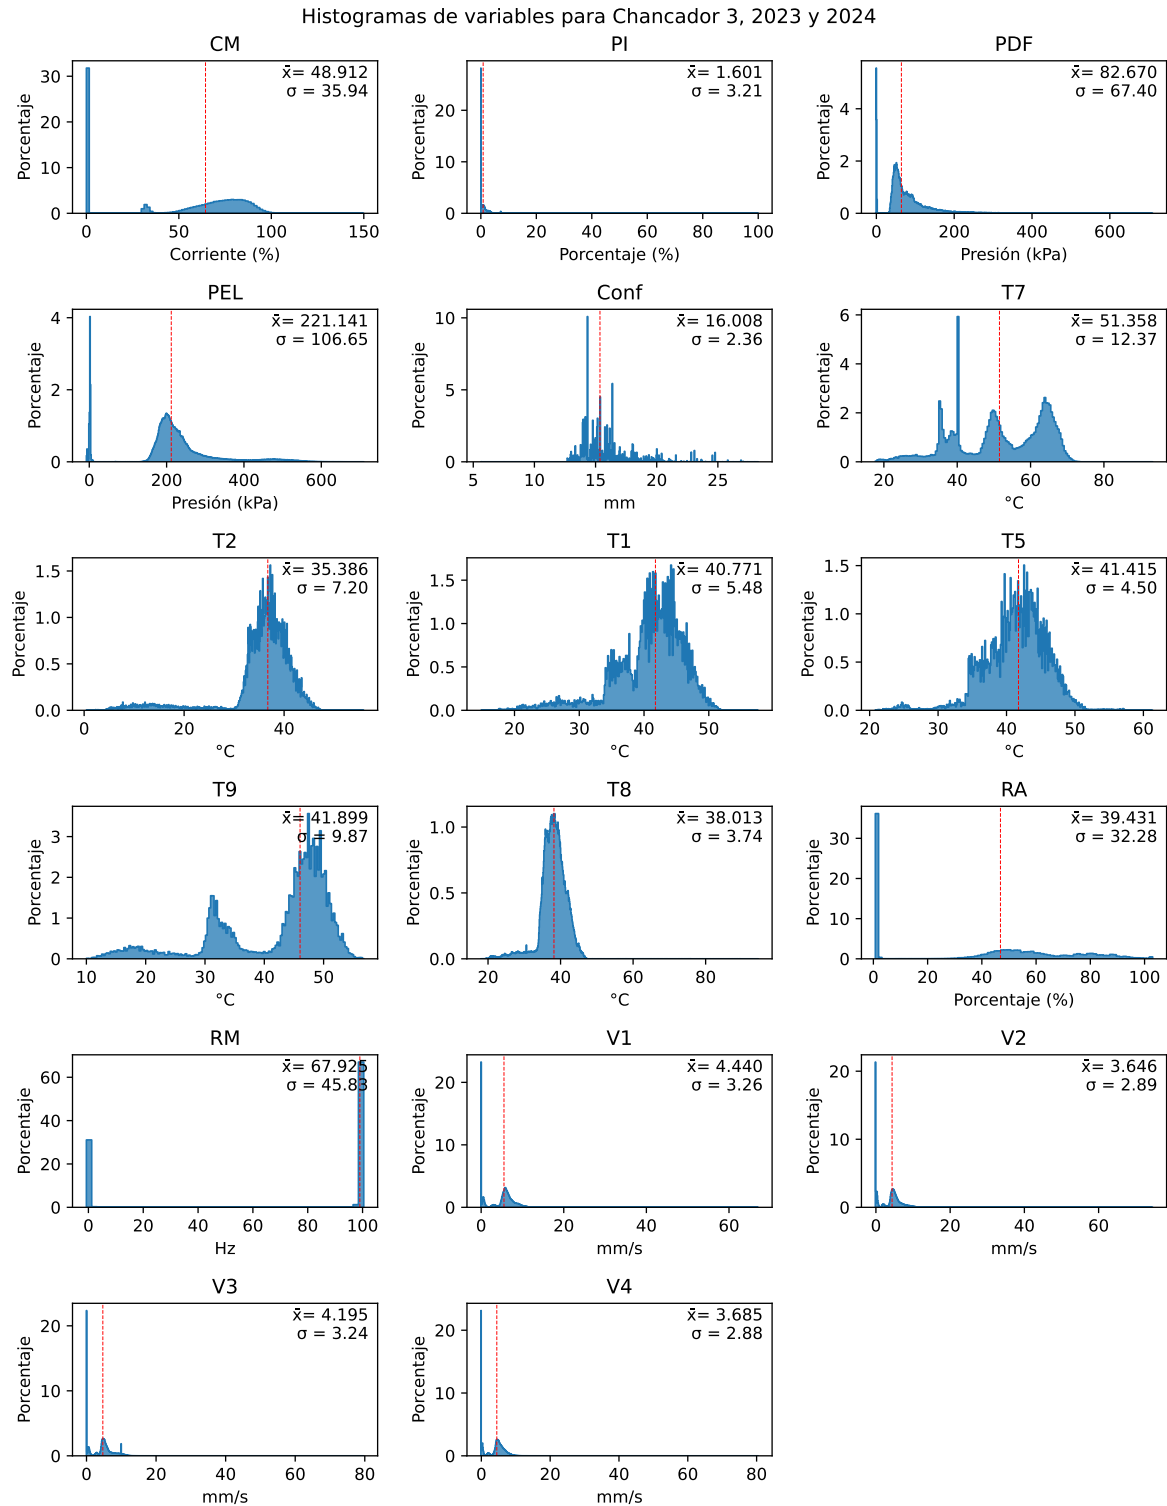 Histogramas de variables para Chancador 3, 2023 y 2024
CM
x̄= 48.912
σ = 35.94
Porcentaje
0 10 20 30
0 50 100 150
Corriente (%)
PI
x̄= 1.601
σ = 3.21
Porcentaje
0 10 20
0 20 40 60 80 100
Porcentaje (%)
PDF
x̄= 82.670
σ = 67.40
Porcentaje
0 2 4
0 200 400 600
Presión (kPa)
PEL
x̄= 221.141
σ = 106.65
Porcentaje
0 2 4
0 200 400 600
Presión (kPa)
Conf
x̄= 16.008
σ = 2.36
Porcentaje
0 5 10
5 10 15 20 25
mm
T7
x̄= 51.358
σ = 12.37
Porcentaje
0 2 4 6
20 40 60 80
°C
T2
x̄= 35.386
σ = 7.20
Porcentaje
0.0 0.5 1.0 1.5
0 20 40
°C
T1
x̄= 40.771
σ = 5.48
Porcentaje
0.0 0.5 1.0 1.5
20 30 40 50
°C
T5
x̄= 41.415
σ = 4.50
Porcentaje
0.0 0.5 1.0 1.5
20 30 40 50 60
°C
T9
x̄= 41.899
σ = 9.87
Porcentaje
0 1 2 3
10 20 30 40 50
°C
T8
x̄= 38.013
σ = 3.74
Porcentaje
0.0 0.5 1.0
20 40 60 80
°C
RA
x̄= 39.431
σ = 32.28
Porcentaje
0 10 20 30
0 20 40 60 80 100
Porcentaje (%)
RM
x̄= 67.925
σ = 45.83
Porcentaje
0 20 40 60
0 20 40 60 80 100
Hz
V1
x̄= 4.440
σ = 3.26
Porcentaje
0 10 20
0 20 40 60
mm/s
V2
x̄= 3.646
σ = 2.89
Porcentaje
0 10 20
0 20 40 60
mm/s
V3
x̄= 4.195
σ = 3.24
Porcentaje
0 10 20
0 20 40 60 80
mm/s
V4
x̄= 3.685
σ = 2.88
Porcentaje
0 10 20
0 20 40 60 80
mm/s